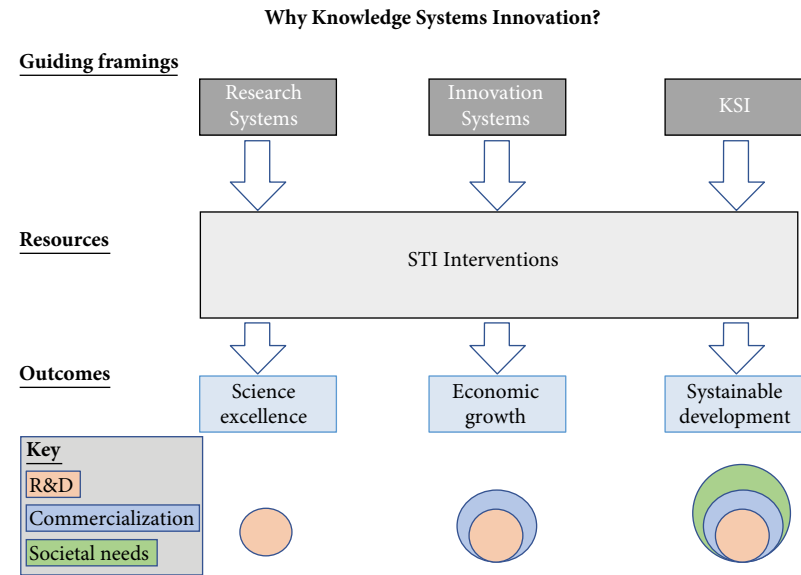 Why Knowledge Systems Innovation?
Guiding framings
Research
Systems
Innovation
Systems
KSI
Resources
STI Interventions
Outcomes
Science
excellence
Economic
growth
Systainable
development
Key
R&D
Commercialization
Societal needs